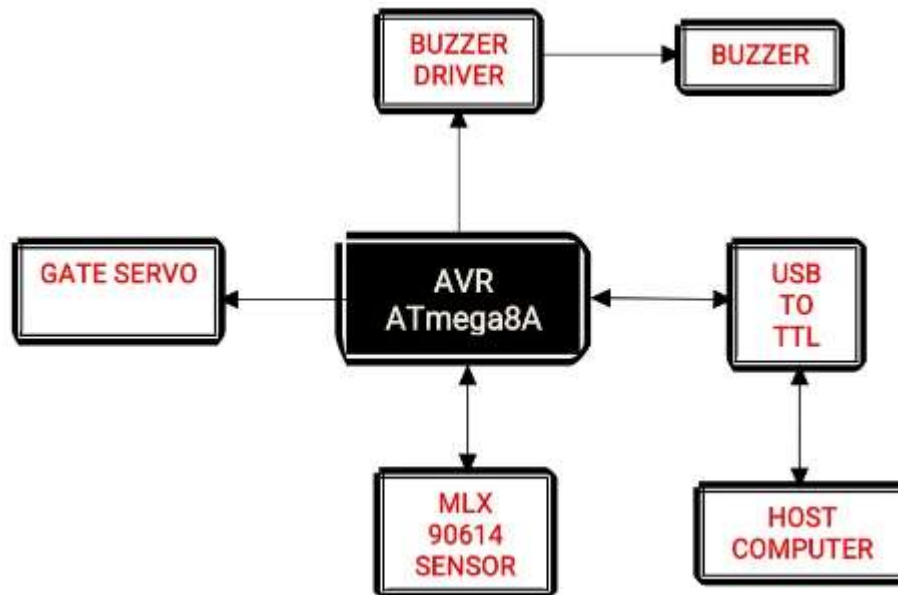 BUZZER
DRIVER
BUZZER
GATE SERVO
AVR
ATmega8A
USB
TO
TTL
MLX
90614
SENSOR
HOST
COMPUTER